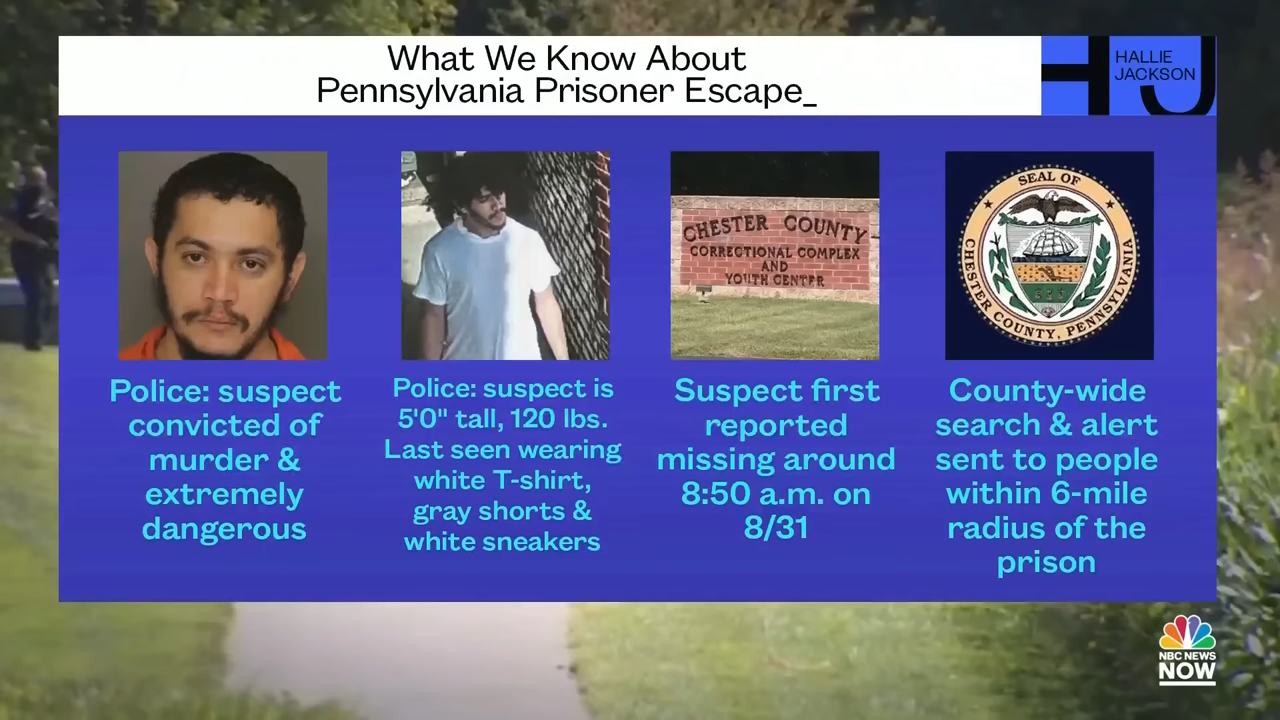 What We Know About
Pennsylvania Prisoner Escape_
HALLIE
JACKSON
HJ
CHESTER COUNTY
CORRECTIONAL COMPLEX
AND
YOUTH CENTER
SEAL OF
CHESTER COUNTY, PENNSYLVANIA
Police: suspect
convicted of
murder &
extremely
dangerous
Police: suspect is
5'0" tall, 120 lbs.
Last seen wearing
white T-shirt,
gray shorts &
white sneakers
Suspect first
reported
missing around
8:50 a.m. on
8/31
County-wide
search & alert
sent to people
within 6-mile
radius of the
prison
NBC NEWS
NOW